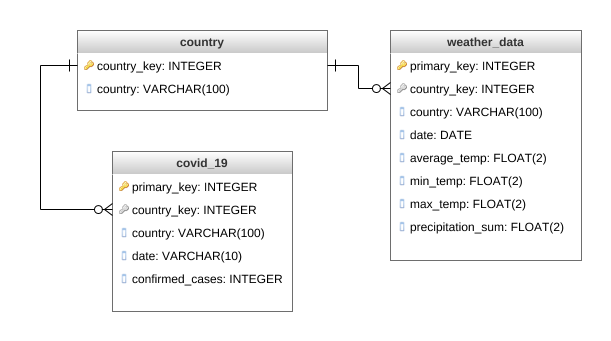 country
country_key: INTEGER
country: VARCHAR(100)
weather_data
primary_key: INTEGER
country_key: INTEGER
country: VARCHAR(100)
date: DATE
average_temp: FLOAT(2)
min_temp: FLOAT(2)
max_temp: FLOAT(2)
precipitation_sum: FLOAT(2)
covid_19
primary_key: INTEGER
country_key: INTEGER
country: VARCHAR(100)
date: VARCHAR(10)
confirmed_cases: INTEGER